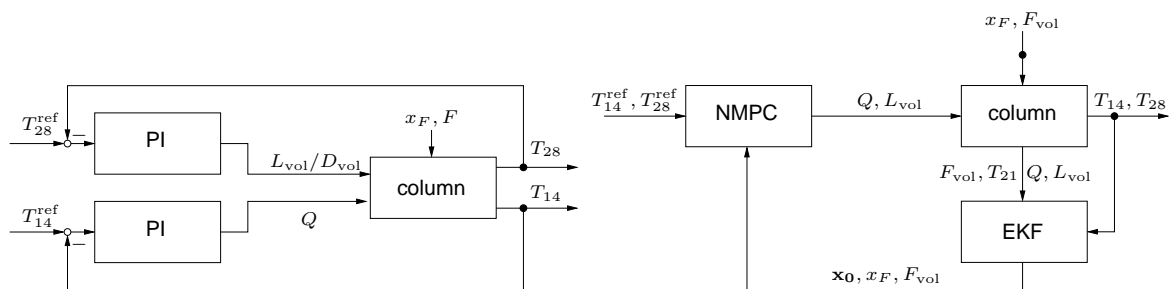 T_{28}^{ref}
−
PI
L_{vol}/D_{vol}
x_F, F
column
T_{28}
T_{14}
T_{14}^{ref}
−
PI
Q
x_F, F_{vol}
T_{14}^{ref}, T_{28}^{ref}
NMPC
Q, L_{vol}
column
T_{14}, T_{28}
F_{vol}, T_{21}
Q, L_{vol}
EKF
x_0, x_F, F_{vol}